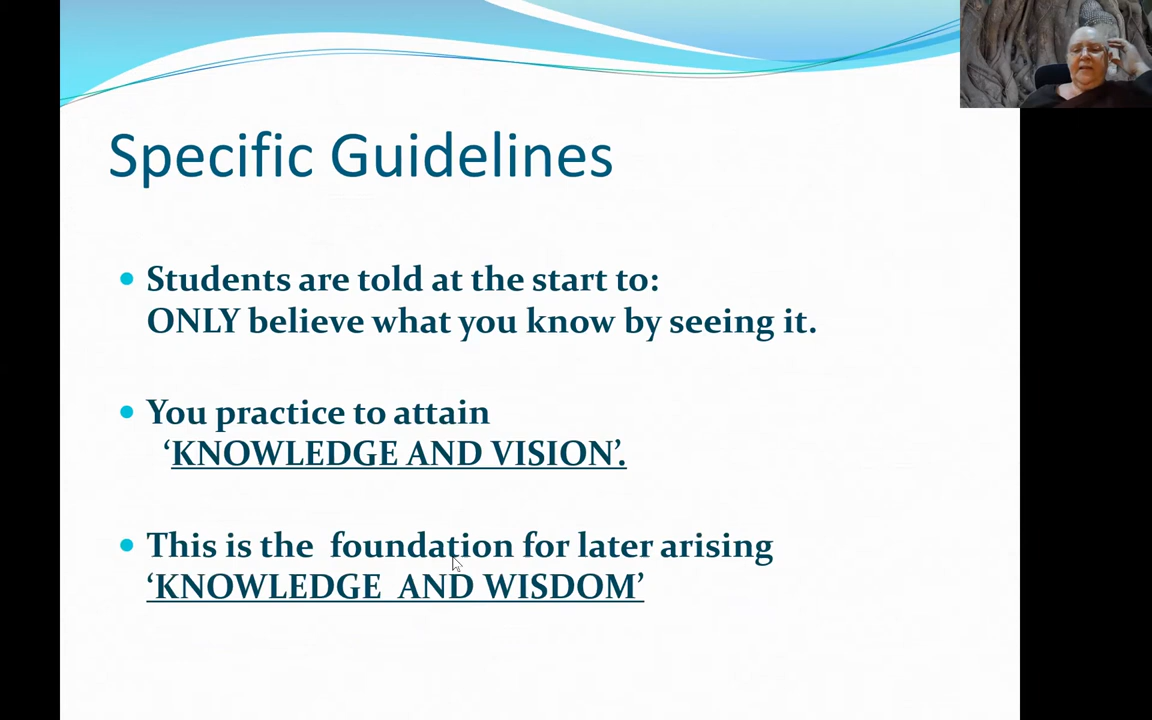 Specific Guidelines
Students are told at the start to:
ONLY believe what you know by seeing it.
You practice to attain
‘KNOWLEDGE AND VISION’.
This is the  foundation for later arising
‘KNOWLEDGE  AND WISDOM’